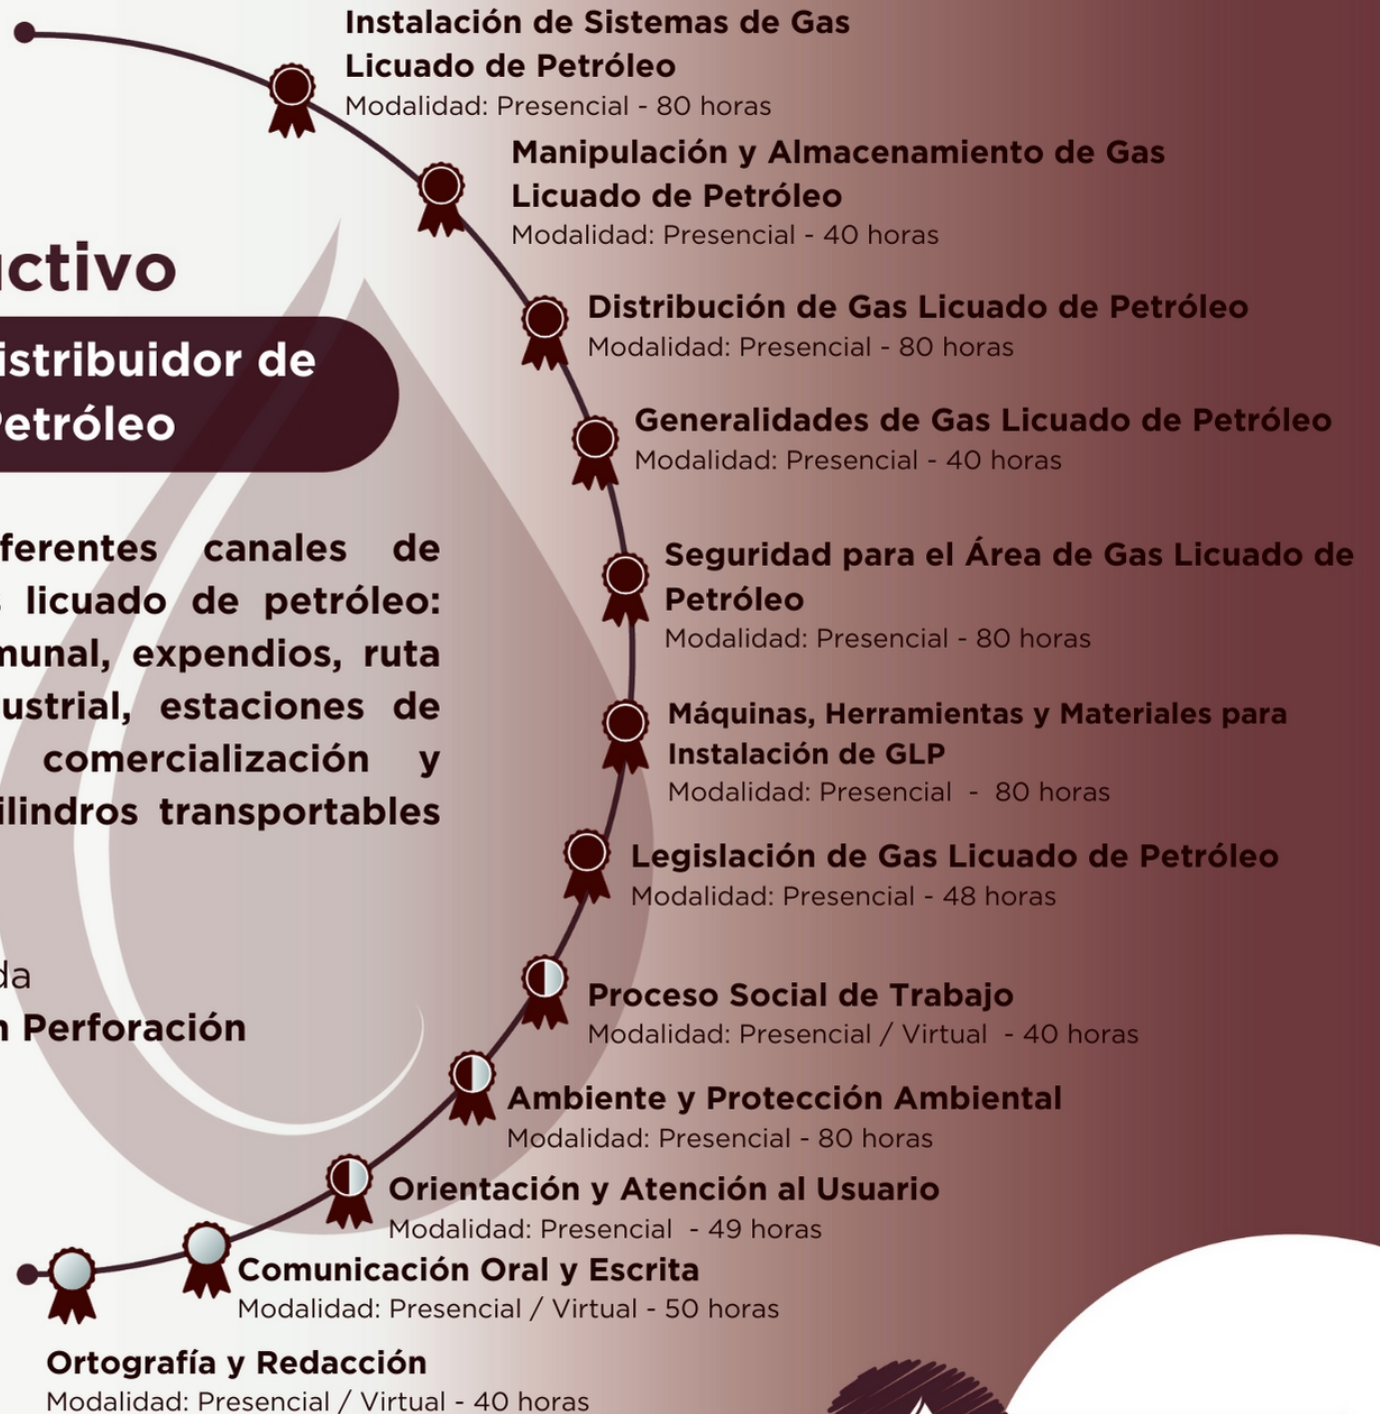 Instalación de Sistemas de Gas
Licuado de Petróleo
Modalidad: Presencial - 80 horas
Manipulación y Almacenamiento de Gas
Licuado de Petróleo
Modalidad: Presencial - 40 horas
Distribución de Gas Licuado de Petróleo
Modalidad: Presencial - 80 horas
Generalidades de Gas Licuado de Petróleo
Modalidad: Presencial - 40 horas
Seguridad para el Área de Gas Licuado de
Petróleo
Modalidad: Presencial - 80 horas
Máquinas, Herramientas y Materiales para
Instalación de GLP
Modalidad: Presencial - 80 horas
Legislación de Gas Licuado de Petróleo
Modalidad: Presencial - 48 horas
Proceso Social de Trabajo
Modalidad: Presencial / Virtual - 40 horas
Ambiente y Protección Ambiental
Modalidad: Presencial - 80 horas
Orientación y Atención al Usuario
Modalidad: Presencial - 49 horas
Comunicación Oral y Escrita
Modalidad: Presencial / Virtual - 50 horas
Ortografía y Redacción
Modalidad: Presencial / Virtual - 40 horas
ctivo
istribuidor de
Petróleo
ferentes canales de
licuado de petróleo:
munal, expendios, ruta
ustrial, estaciones de
comercialización y
ilindros transportables
da
n Perforación